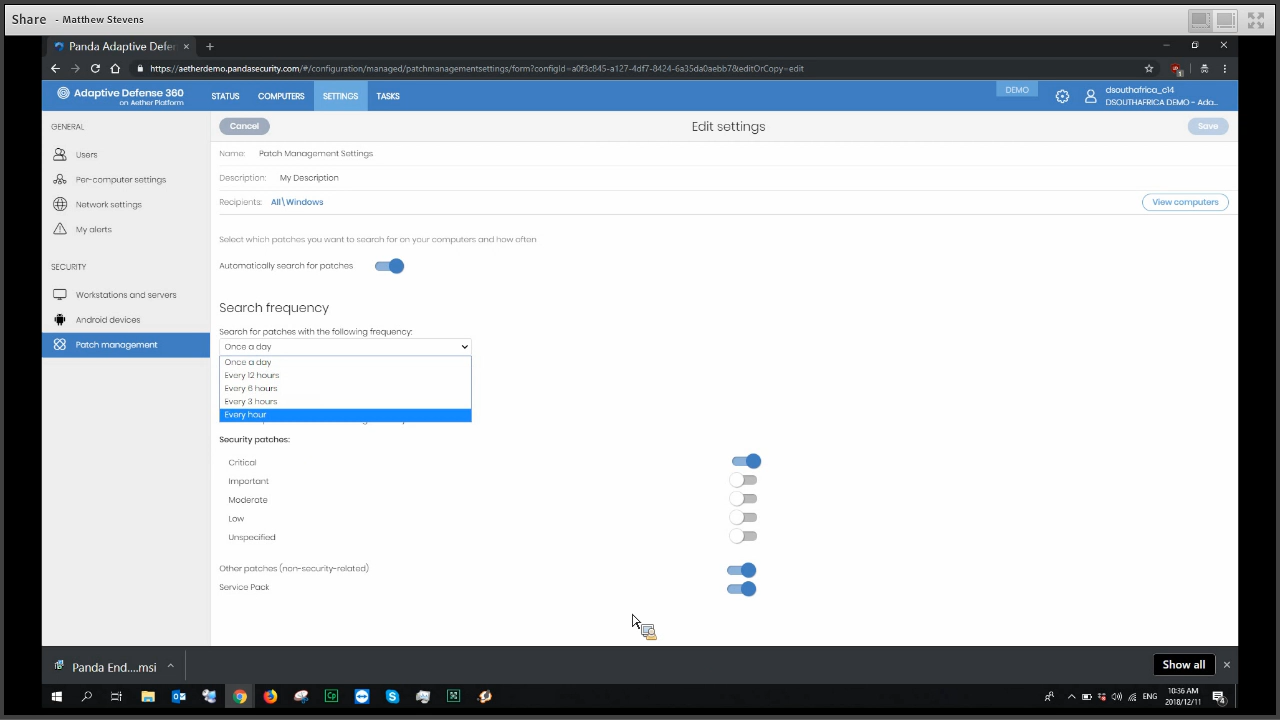 Share - Matthew Stevens
Panda Adaptive Defen
https://aetherdemo.pandasecurity.com/#/configuration/managed/patchmanagementsettings/form?configId=a0f3c845-a127-4df7-8424-6a35da0aebb7&editOrCopy=edit
Adaptive Defense 360
on Aether Platform
STATUS COMPUTERS SETTINGS TASKS
DEMO
dsouthafrica_c14
DSOUTHAFRICA DEMO - Ada...
GENERAL
Users
Per-computer settings
Network settings
My alerts
SECURITY
Workstations and servers
Android devices
Patch management
Cancel Edit settings Save
Name: Patch Management Settings
Description: My Description
Recipients: All\Windows View computers
Select which patches you want to search for on your computers and how often
Automatically search for patches
Search frequency
Search for patches with the following frequency:
Once a day
Once a day
Every 12 hours
Every 6 hours
Every 3 hours
Every hour
Security patches:
Critical
Important
Moderate
Low
Unspecified
Other patches (non-security-related)
Service Pack
Panda End....msi
Show all
ENG
10:36 AM
2018/12/11
4